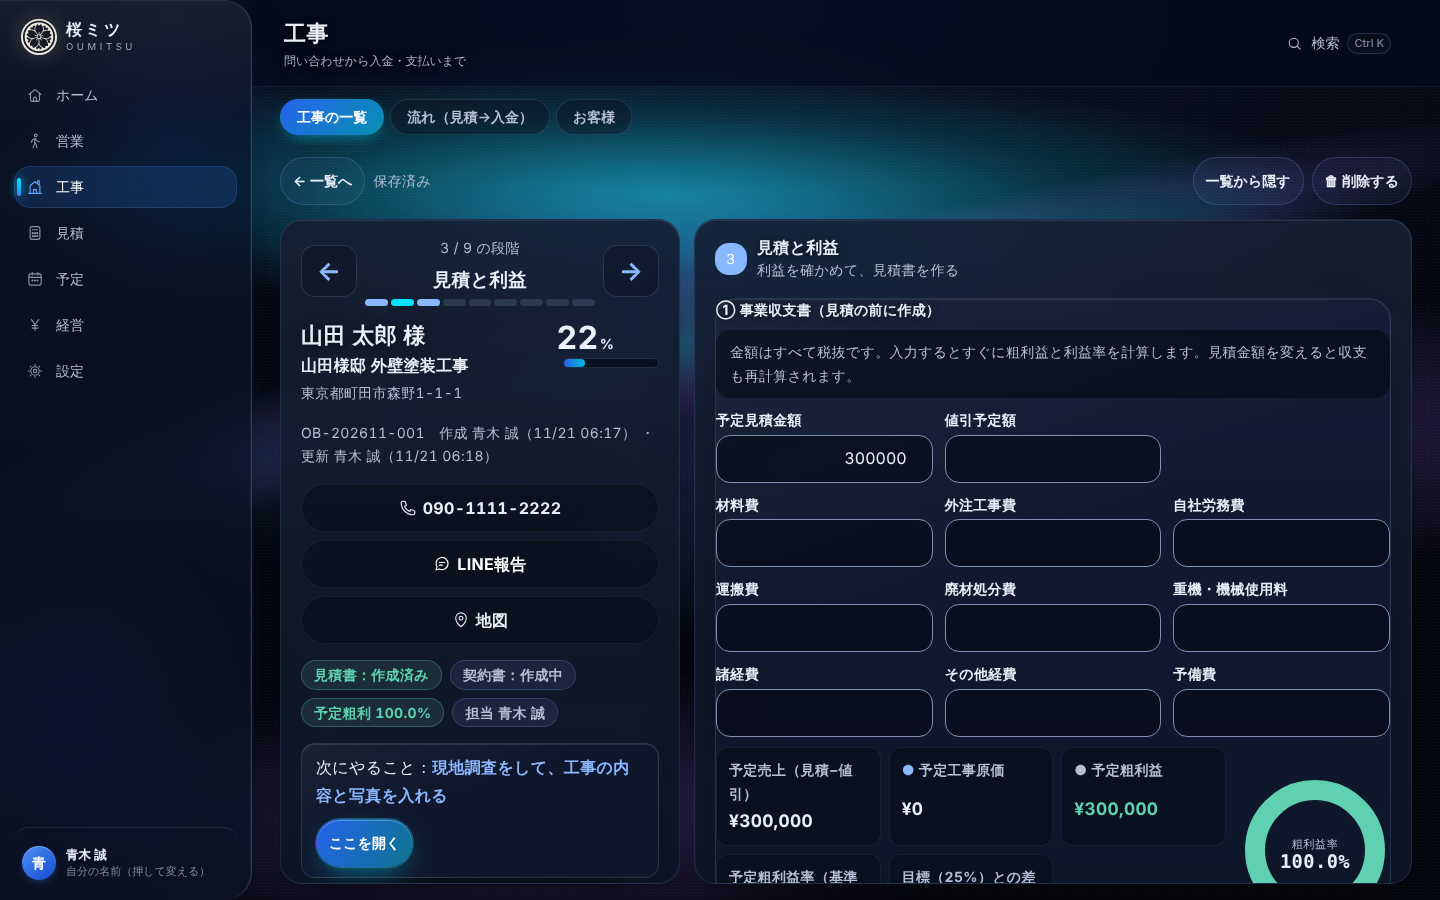 桜ミツ
OUMITSU
ホーム
営業
工事
見積
予定
経営
設定
青
青木 誠
自分の名前（押して変える）
工事
問い合わせから入金・支払いまで
検索 Ctrl K
工事の一覧
流れ（見積→入金）
お客様
← 一覧へ
保存済み
一覧から隠す
削除する
3 / 9 の段階
見積と利益
山田 太郎 様
22%
山田様邸 外壁塗装工事
東京都町田市森野1-1-1
OB-202611-001 作成 青木 誠（11/21 06:17） ・
更新 青木 誠（11/21 06:18）
090-1111-2222
LINE報告
地図
見積書：作成済み
契約書：作成中
予定粗利 100.0%
担当 青木 誠
次にやること：現地調査をして、工事の内
容と写真を入れる
ここを開く
3
見積と利益
利益を確かめて、見積書を作る
① 事業収支書（見積の前に作成）
金額はすべて税抜です。入力するとすぐに粗利益と利益率を計算します。見積金額を変えると収支
も再計算されます。
予定見積金額
値引予定額
300000
材料費
外注工事費
自社労務費
運搬費
廃材処分費
重機・機械使用料
諸経費
その他経費
予備費
予定売上（見積−値
引）
¥300,000
予定工事原価
¥0
予定粗利益
¥300,000
粗利益率
100.0%
予定粗利益率（基準
目標（25%）との差